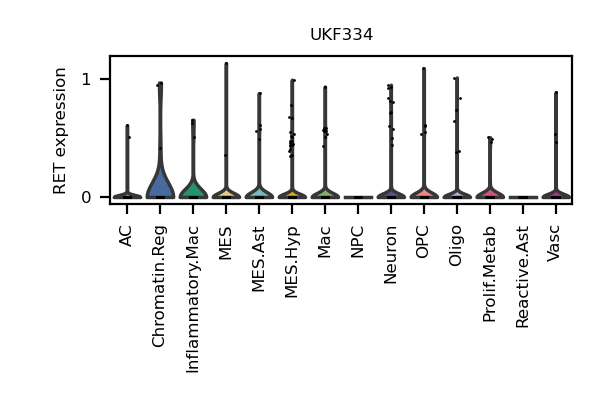 UKF334
RET expression
1
0
AC
Chromatin.Reg
Inflammatory.Mac
MES
MES.Ast
MES.Hyp
Mac
NPC
Neuron
OPC
Oligo
Prolif.Metab
Reactive.Ast
Vasc